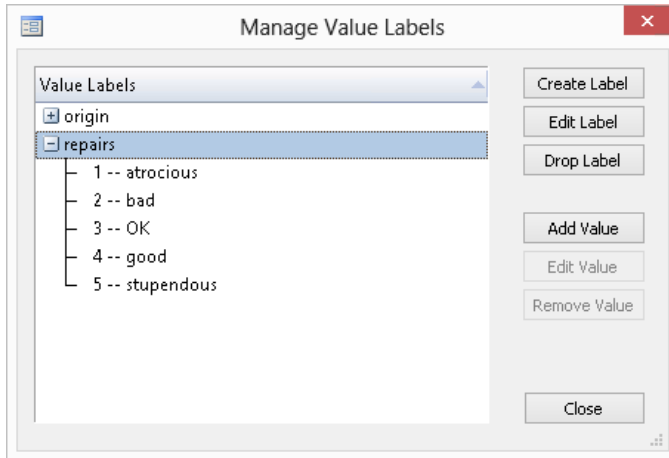 Manage Value Labels
Value Labels
origin
repairs
1 -- atrocious
2 -- bad
3 -- OK
4 -- good
5 -- stupendous
Create Label
Edit Label
Drop Label
Add Value
Edit Value
Remove Value
Close